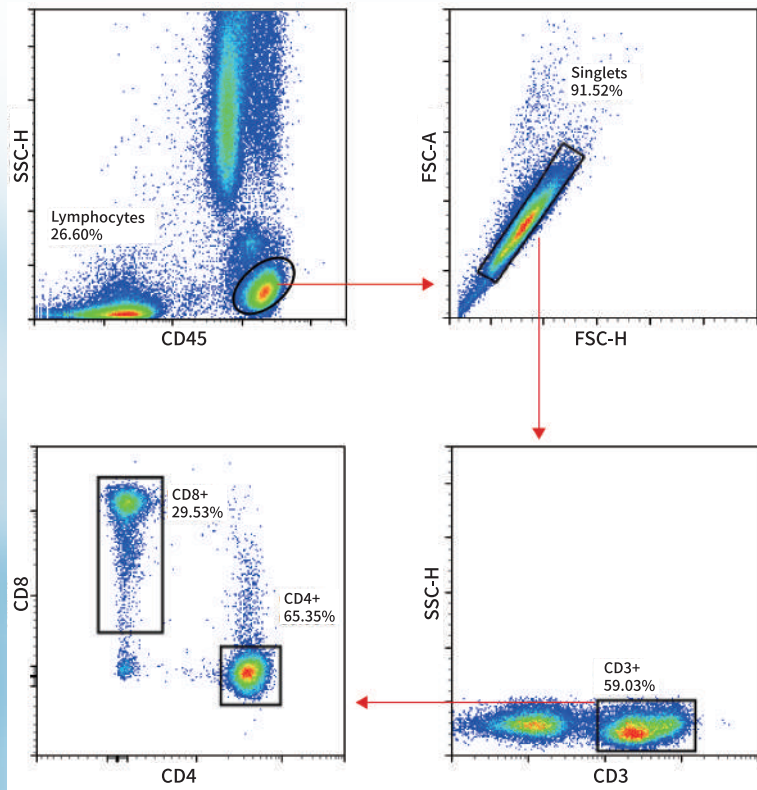 SSC-H
Lymphocytes
26.60%
CD45
FSC-A
Singlets
91.52%
FSC-H
CD8
CD8+
29.53%
CD4+
65.35%
CD4
SSC-H
CD3+
59.03%
CD3